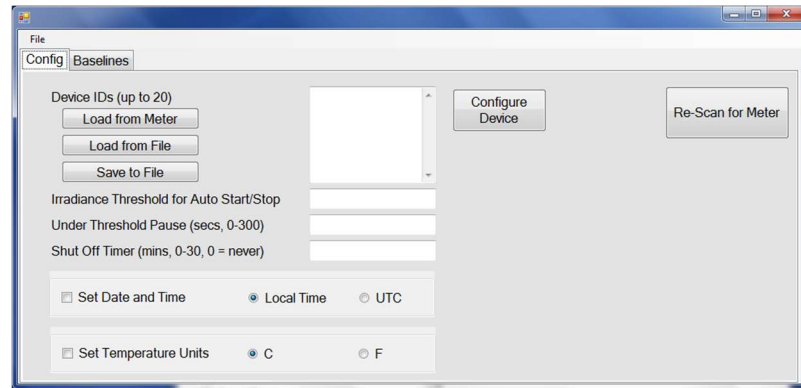 File
Config Baselines
Device IDs (up to 20)
Load from Meter
Load from File
Save to File
Configure
Device
Re-Scan for Meter
Irradiance Threshold for Auto Start/Stop
Under Threshold Pause (secs, 0-300)
Shut Off Timer (mins, 0-30, 0 = never)
Set Date and Time Local Time UTC
Set Temperature Units C F